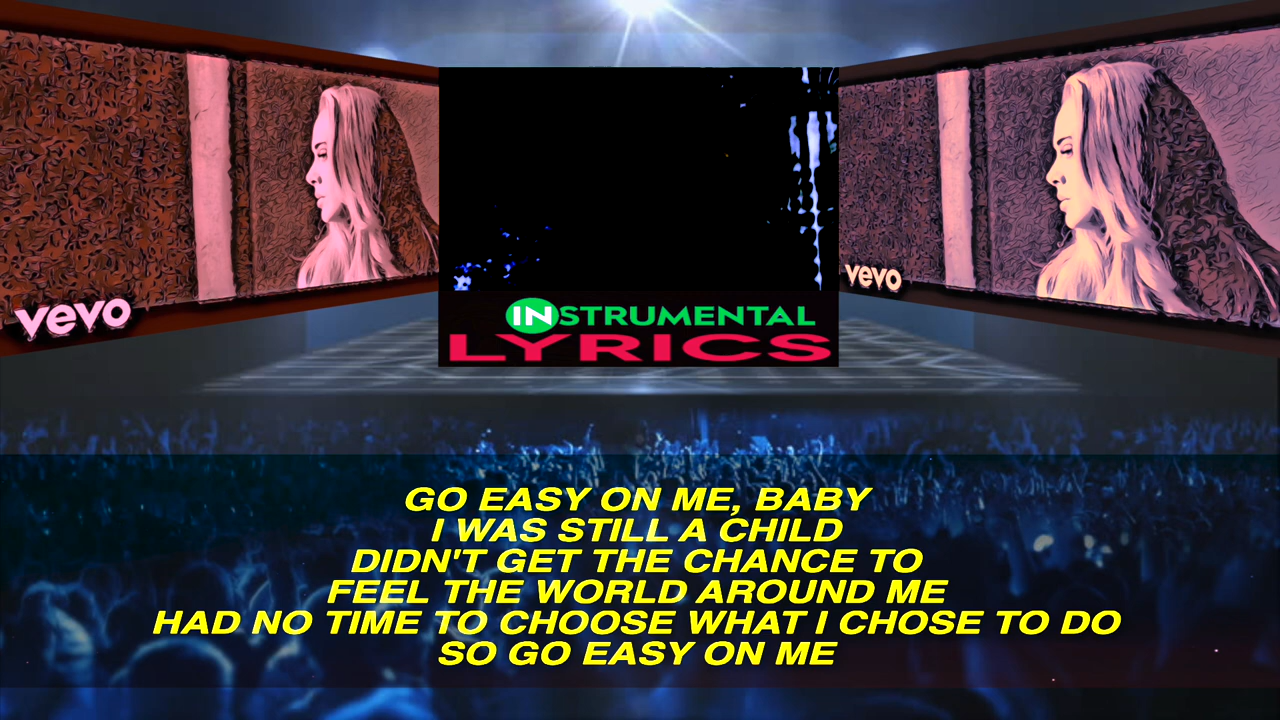 vevo
vevo
INSTRUMENTAL
LYRICS
GO EASY ON ME, BABY
I WAS STILL A CHILD
DIDN'T GET THE CHANCE TO
FEEL THE WORLD AROUND ME
HAD NO TIME TO CHOOSE WHAT I CHOSE TO DO
SO GO EASY ON ME